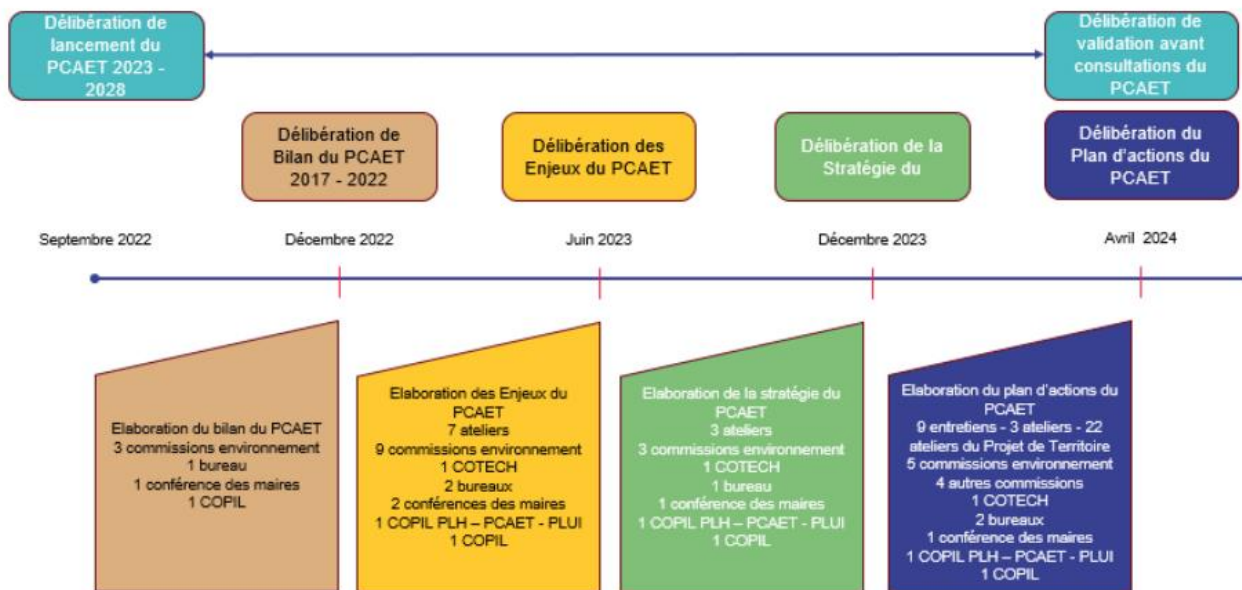 Délibération de
lancement du
PCAET 2023 -
2028
Délibération de
validation avant
consultations du
PCAET
Délibération de
Bilan du PCAET
2017 - 2022
Délibération des
Enjeux du PCAET
Délibération de la
Stratégie du
Délibération du
Plan d'actions du
PCAET
Septembre 2022
Décembre 2022
Juin 2023
Décembre 2023
Avril 2024
Elaboration du bilan du PCAET
3 commissions environnement
1 bureau
1 conférence des maires
1 COPIL
Elaboration des Enjeux du
PCAET
7 ateliers
9 commissions environnement
1 COTECH
2 bureaux
2 conférences des maires
1 COPIL PLH – PCAET - PLUI
1 COPIL
Elaboration de la stratégie du
PCAET
3 ateliers
3 commissions environnement
1 COTECH
1 bureau
1 conférence des maires
1 COPIL PLH – PCAET - PLUI
1 COPIL
Elaboration du plan d'actions du
PCAET
9 entretiens - 3 ateliers - 22
ateliers du Projet de Territoire
5 commissions environnement
4 autres commissions
1 COTECH
2 bureaux
1 conférence des maires
1 COPIL PLH – PCAET - PLUI
1 COPIL